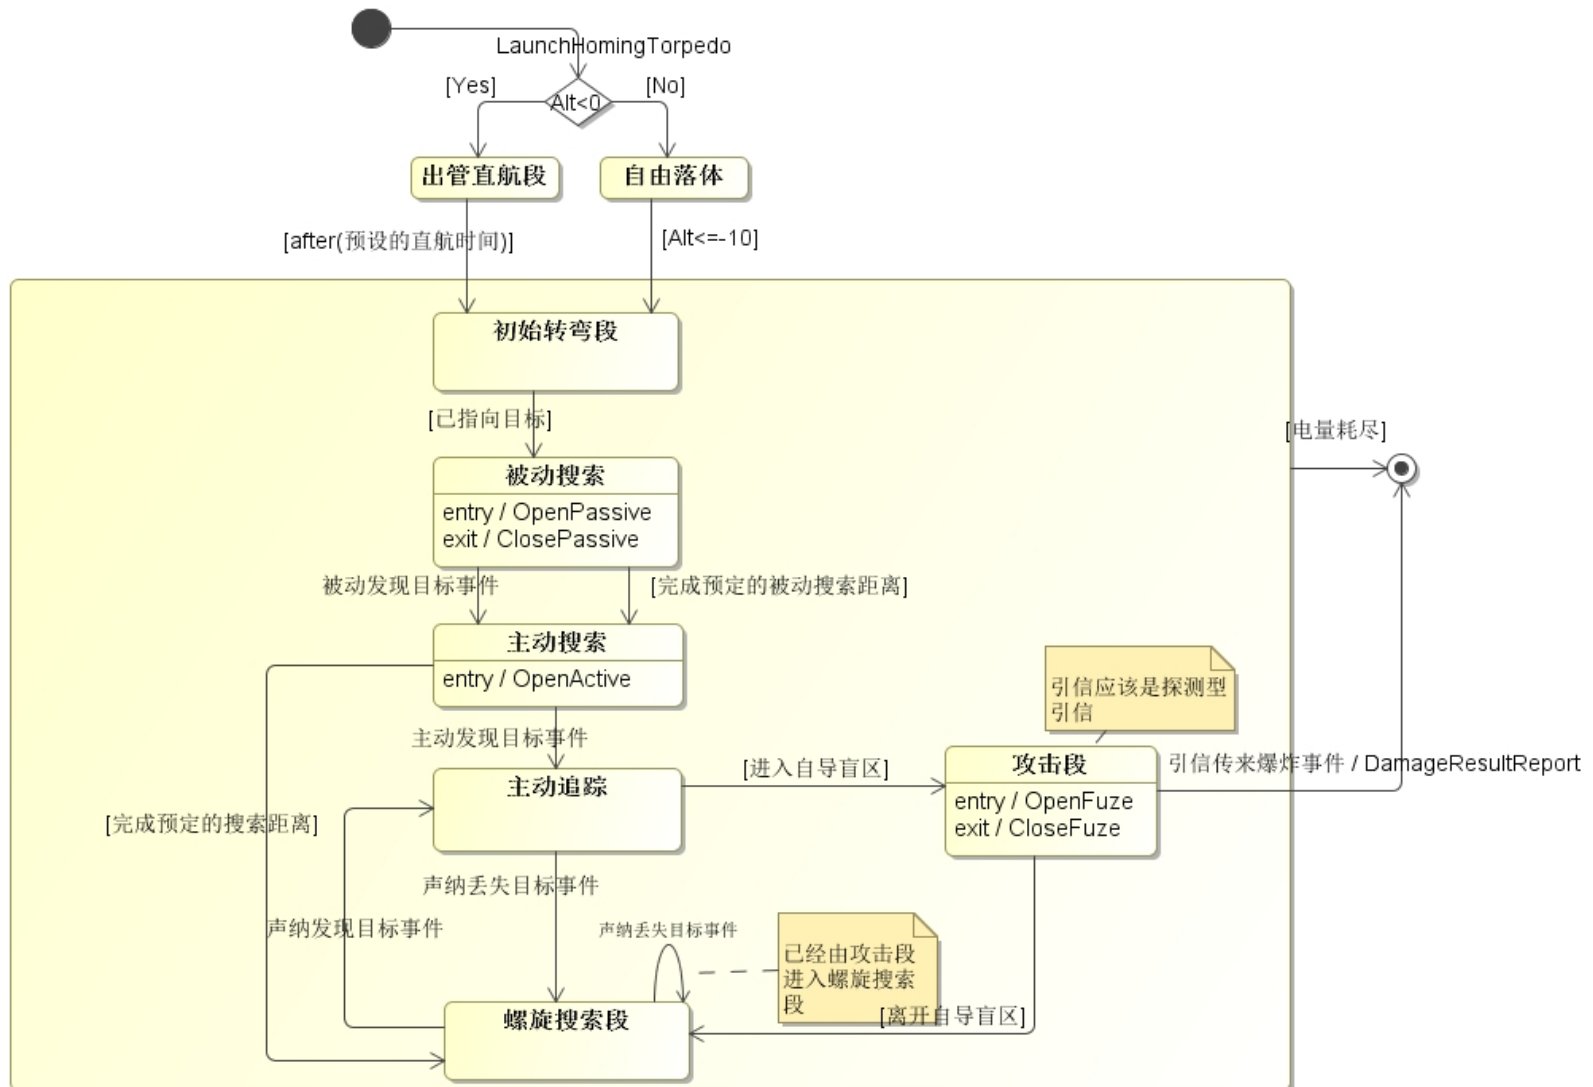 LaunchHomingTorpedo
[Yes]
[No]
Alt<0
出管直航段
自由落体
[after(预设的直航时间)]
[Alt<=-10]
初始转弯段
[已指向目标]
[电量耗尽]
被动搜索
entry / OpenPassive
exit / ClosePassive
被动发现目标事件
[完成预定的被动搜索距离]
主动搜索
entry / OpenActive
引信应该是探测型
引信
主动发现目标事件
主动追踪
[进入自导盲区]
攻击段
entry / OpenFuze
exit / CloseFuze
引信传来爆炸事件 / DamageResultReport
[完成预定的搜索距离]
声纳丢失目标事件
声纳发现目标事件
声纳丢失目标事件
已经由攻击段
进入螺旋搜索
段
[离开自导盲区]
螺旋搜索段